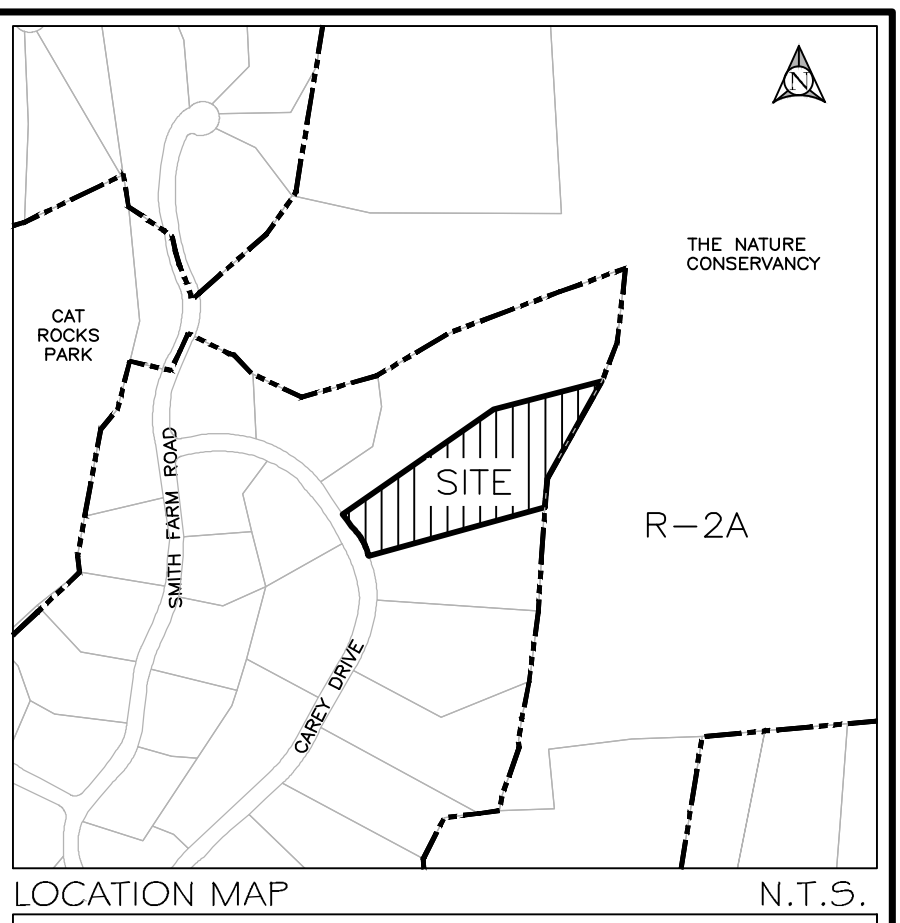 N
THE NATURE
CONSERVANCY
CAT
ROCKS
PARK
SMITH FARM ROAD
SITE
R-2A
CAREY DRIVE
LOCATION MAP
N.T.S.